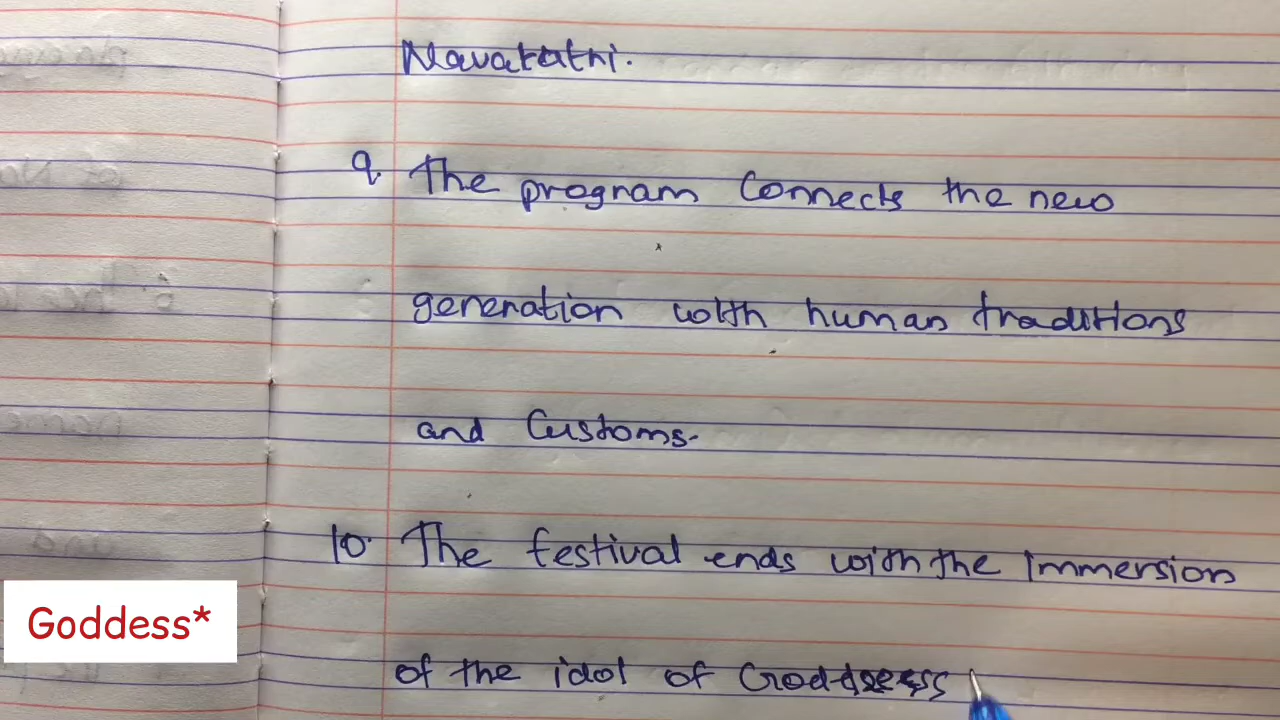 Navaratri.
9 The program Connects the new
generation with human traditions
and Customs.
10. The festival ends with the immersion
Goddess*
of the idol of